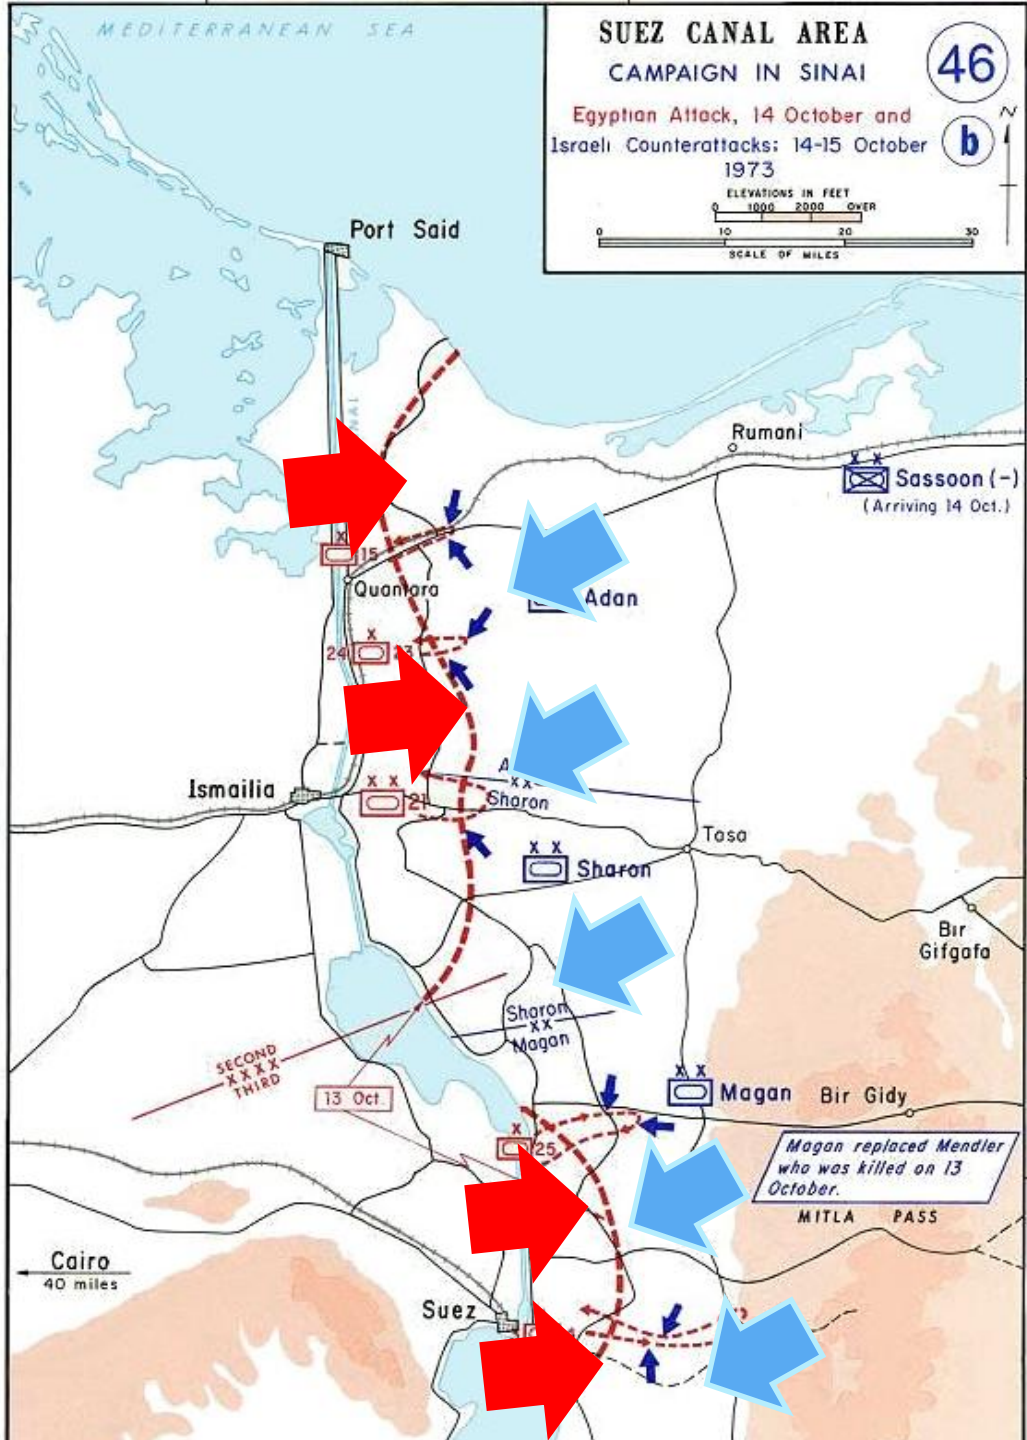 MEDITERRANEAN SEA
SUEZ CANAL AREA
CAMPAIGN IN SINAI
46
Egyptian Attack, 14 October and
Israeli Counterattacks: 14-15 October
1973
b
N
ELEVATIONS IN FEET
0 1000 2000 OVER
0 10 20 30
SCALE OF MILES
Port Said
Rumani
X X
Sassoon (-)
(Arriving 14 Oct.)
X
15
Quantara
Adan
X
24
23
Ismailia
X X
21
XX
Sharon
Tasa
X X
Sharon
Bir
Gifgafa
Sharon
XX
Magan
SECOND
XXXX
THIRD
13 Oct.
X X
Magan
Bir Gidy
X
25
Magan replaced Mendler
who was killed on 13
October.
MITLA PASS
Cairo
40 miles
Suez